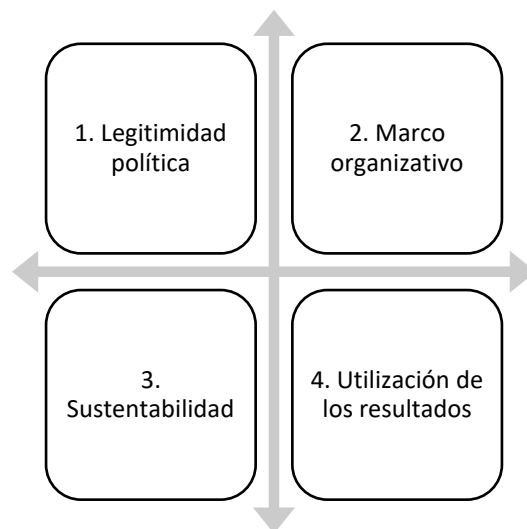 1. Legitimidad
política
2. Marco
organizativo
3.
Sustentabilidad
4. Utilización de
los resultados